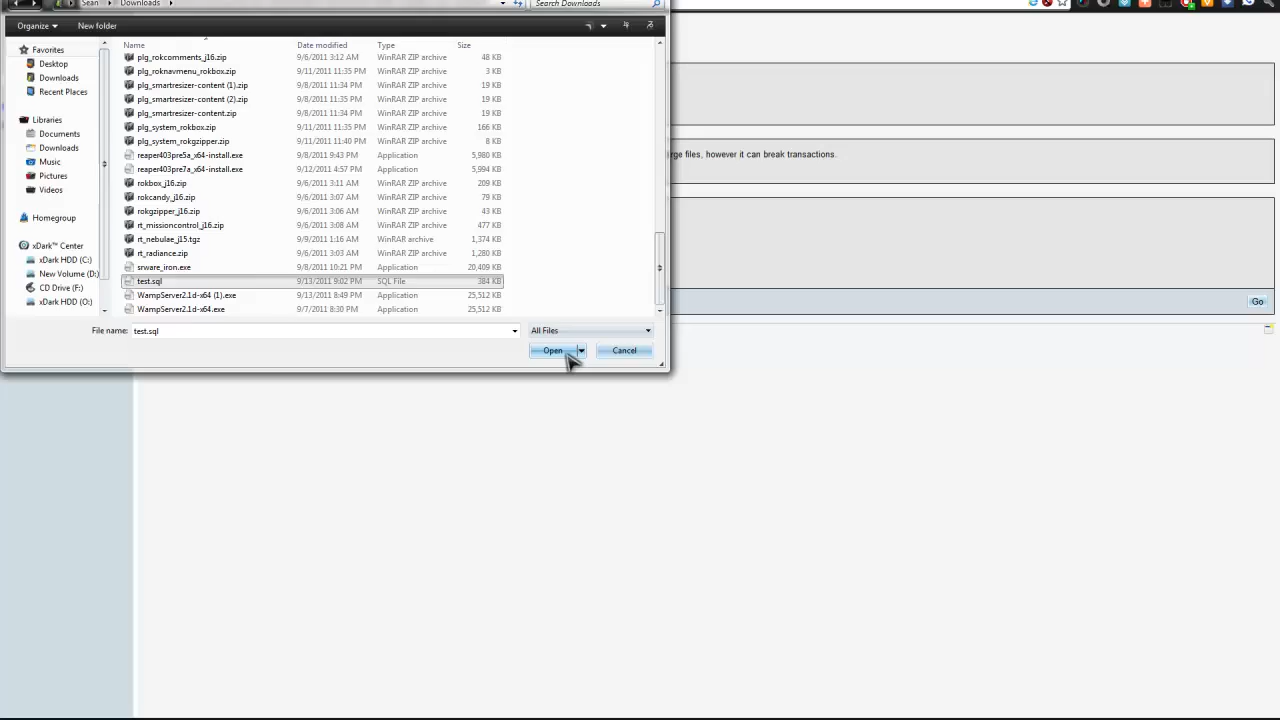 Sean Downloads Search Downloads
Organize New folder
Name Date modified Type Size
Favorites
Desktop
Downloads
Recent Places
Libraries
Documents
Downloads
Music
Pictures
Videos
Homegroup
xDark™ Center
xDark HDD (C:)
New Volume (D:)
CD Drive (F:)
xDark HDD (O:)
plg_rokcomments_j16.zip 9/6/2011 3:12 AM WinRAR ZIP archive 48 KB
plg_roknavmenu_rokbox.zip 9/11/2011 11:35 PM WinRAR ZIP archive 3 KB
plg_smartresizer-content (1).zip 9/8/2011 11:34 PM WinRAR ZIP archive 19 KB
plg_smartresizer-content (2).zip 9/8/2011 11:35 PM WinRAR ZIP archive 19 KB
plg_smartresizer-content.zip 9/8/2011 11:34 PM WinRAR ZIP archive 19 KB
plg_system_rokbox.zip 9/11/2011 11:35 PM WinRAR ZIP archive 166 KB
plg_system_rokgzipper.zip 9/11/2011 11:40 PM WinRAR ZIP archive 8 KB
reaper403pre5a_x64-install.exe 9/8/2011 9:43 PM Application 5,980 KB
reaper403pre7a_x64-install.exe 9/12/2011 4:57 PM Application 5,994 KB
rokbox_j16.zip 9/6/2011 3:11 AM WinRAR ZIP archive 209 KB
rokcandy_j16.zip 9/6/2011 3:07 AM WinRAR ZIP archive 79 KB
rokgzipper_j16.zip 9/6/2011 3:06 AM WinRAR ZIP archive 43 KB
rt_missioncontrol_j16.zip 9/6/2011 3:08 AM WinRAR ZIP archive 477 KB
rt_nebulae_j15.tgz 9/9/2011 1:16 AM WinRAR archive 1,374 KB
rt_radiance.zip 9/6/2011 3:03 AM WinRAR ZIP archive 1,280 KB
srware_iron.exe 9/8/2011 10:21 PM Application 20,409 KB
test.sql 9/13/2011 9:02 PM SQL File 384 KB
WampServer2.1d-x64 (1).exe 9/13/2011 8:49 PM Application 25,512 KB
WampServer2.1d-x64.exe 9/7/2011 8:30 PM Application 25,512 KB
File name: test.sql All Files
Open Cancel
rge files, however it can break transactions.
Go